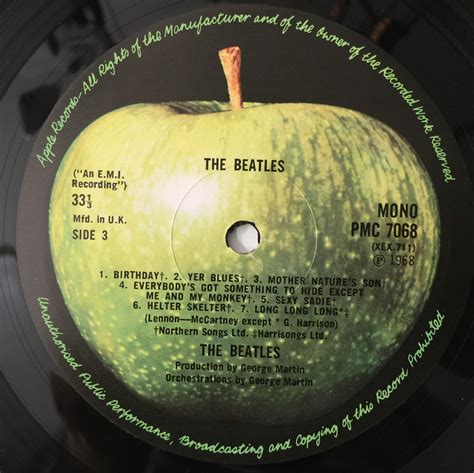 Apple Records-All Rights of the Manufacturer and of the Owner of the Recorded Work Reserved
THE BEATLES
("An E.M.I.
Recording")
33⅓
Mfd. in U.K.
SIDE 3
MONO
PMC 7068
(XEX.711)
Ⓟ 1968
1. BIRTHDAY†. 2. YER BLUES†. 3. MOTHER NATURE'S SON†
4. EVERYBODY'S GOT SOMETHING TO HIDE EXCEPT
ME AND MY MONKEY†. 5. SEXY SADIE†
6. HELTER SKELTER†. 7. LONG LONG LONG*‡
(Lennon—McCartney except * G. Harrison)
†Northern Songs Ltd. ‡Harrisongs Ltd.
THE BEATLES
Production by George Martin
Orchestrations by George Martin
Unauthorised Public Performance, Broadcasting and Copying of this Record Prohibited